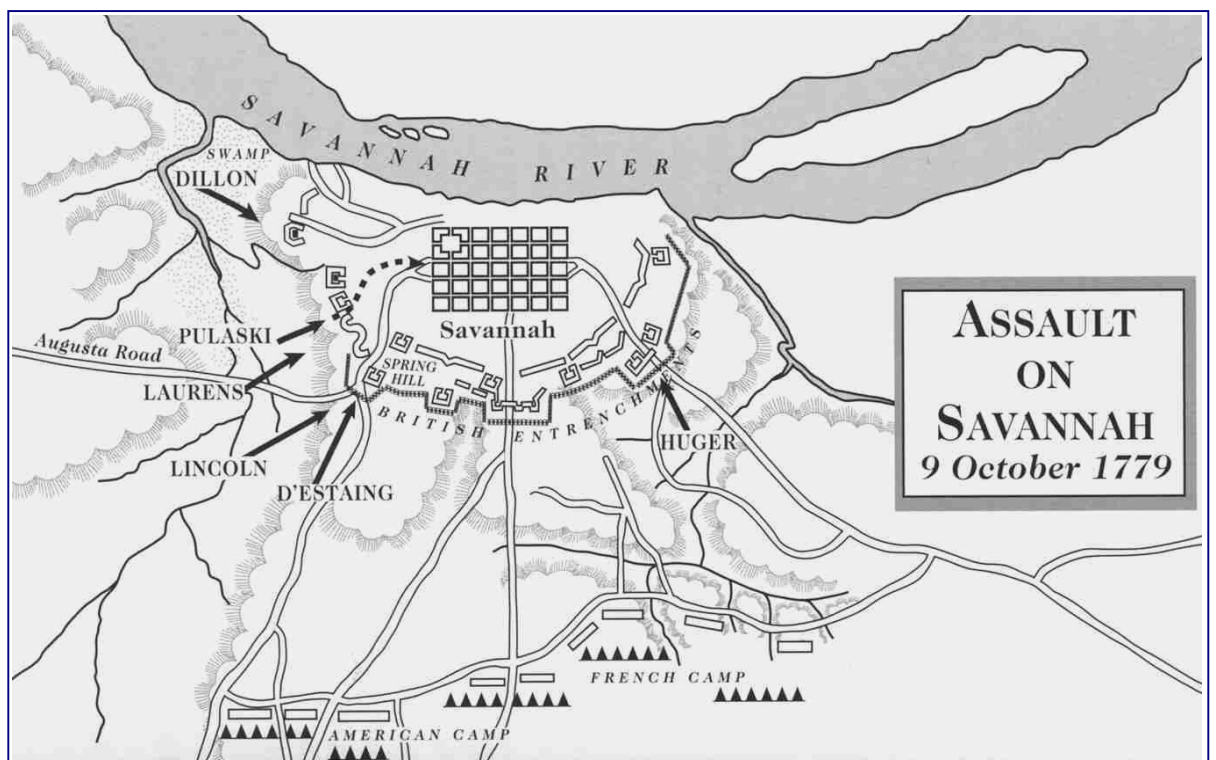 SAVANNAH RIVER
SWAMP
DILLON
PULASKI
Augusta Road
LAURENS
LINCOLN
D'ESTAING
Savannah
SPRING
HILL
BRITISH ENTRENCHMENTS
HUGER
ASSAULT
ON
SAVANNAH
9 October 1779
FRENCH CAMP
AMERICAN CAMP